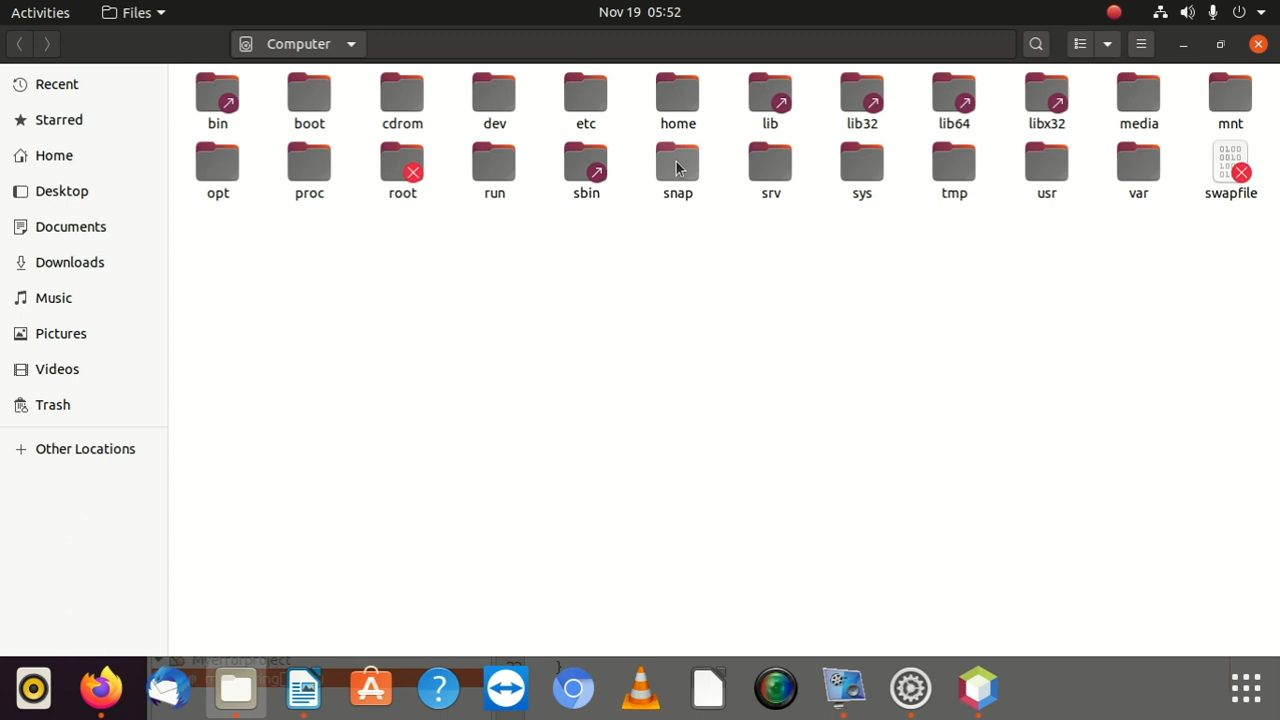 Activities Files Nov 19 05:52
Computer
Recent
Starred
Home
Desktop
Documents
Downloads
Music
Pictures
Videos
Trash
Other Locations
bin boot cdrom dev etc home lib lib32 lib64 libx32 media mnt
opt proc root run sbin snap srv sys tmp usr var swapfile
Myerrorproject